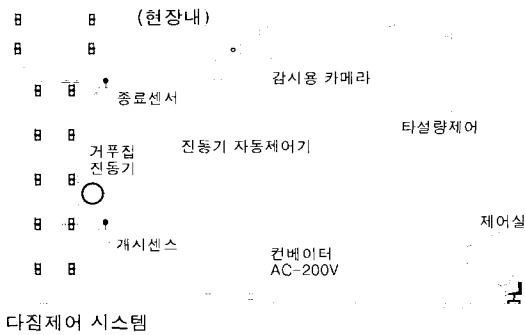 (현장내)
감시용 카메라
종료센서
타설량제어
거푸집
진동기
진동기 자동제어기
제어실
개시센스
컨베이터
AC-200V
다짐제어 시스템